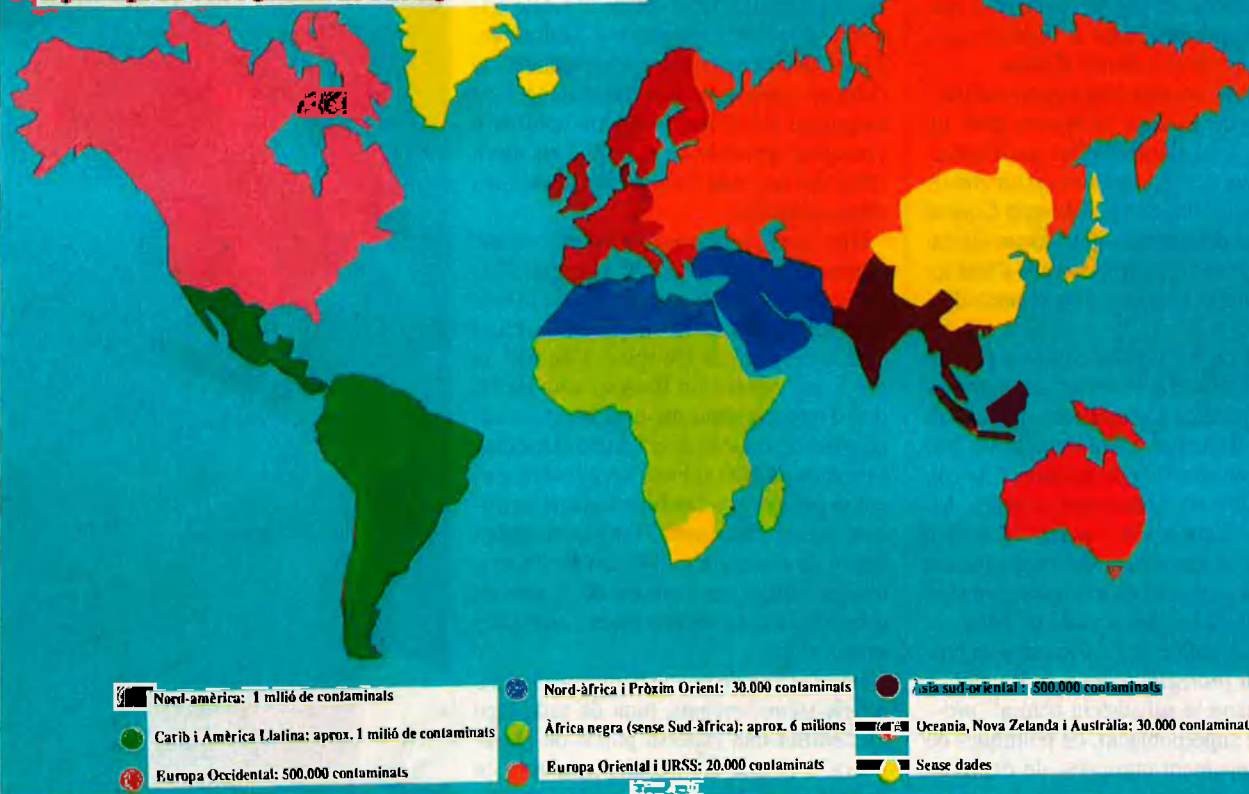 Nord-amèrica: 1 milió de contaminats
Carib i Amèrica Llatina: aprox. 1 milió de contaminats
Europa Occidental: 500.000 contaminats
Nord-àfrica i Pròxim Orient: 30.000 contaminats
Àfrica negra (sense Sud-àfrica): aprox. 6 milions
Europa Oriental i URSS: 20.000 contaminats
Àsia sud-oriental : 500.000 contaminats
Oceania, Nova Zelanda i Austràlia: 30.000 contaminat
Sense dades